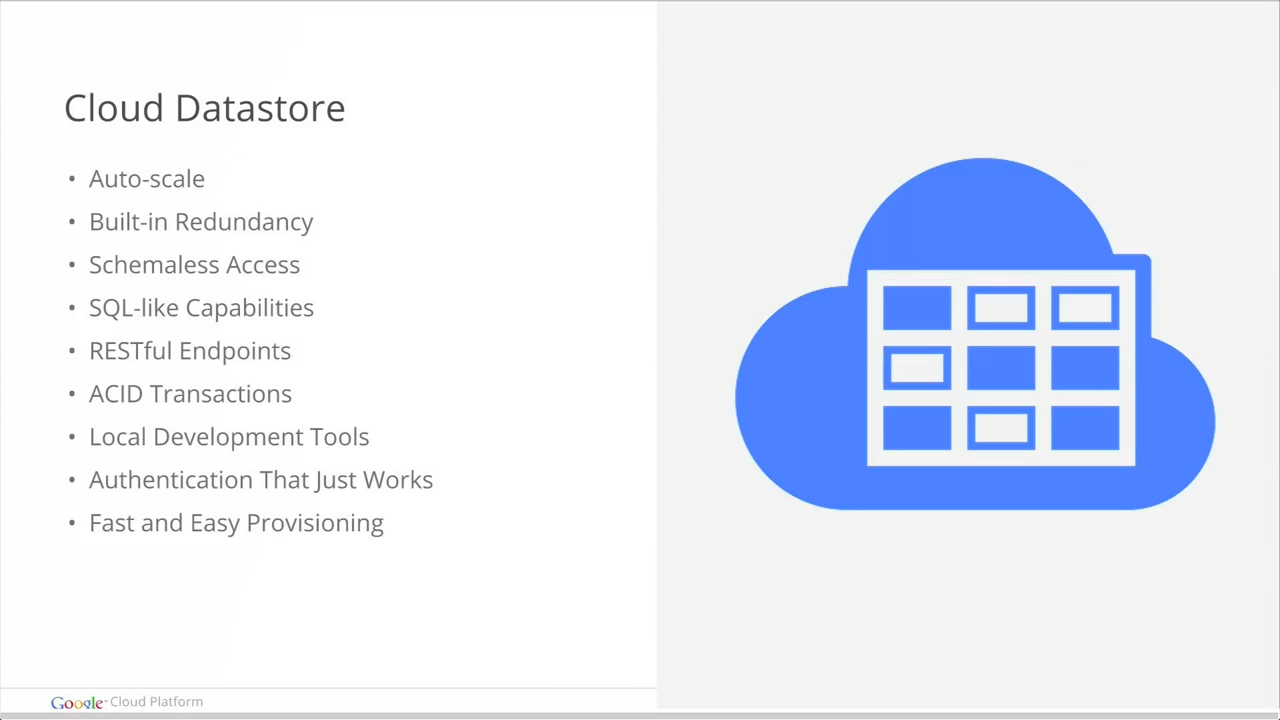 Cloud Datastore
• Auto-scale
• Built-in Redundancy
• Schemaless Access
• SQL-like Capabilities
• RESTful Endpoints
• ACID Transactions
• Local Development Tools
• Authentication That Just Works
• Fast and Easy Provisioning
Google™ Cloud Platform